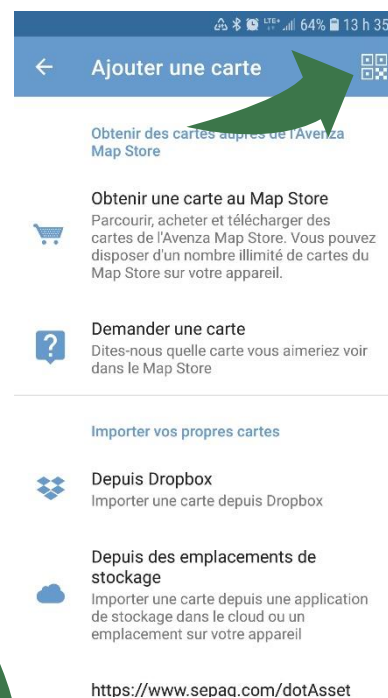 LTE+ 64% 13 h 35
Ajouter une carte
Obtenir des cartes auprès de l'Avenza
Map Store
Obtenir une carte au Map Store
Parcourir, acheter et télécharger des
cartes de l'Avenza Map Store. Vous pouvez
disposer d'un nombre illimité de cartes du
Map Store sur votre appareil.
Demander une carte
Dites-nous quelle carte vous aimeriez voir
dans le Map Store
Importer vos propres cartes
Depuis Dropbox
Importer une carte depuis Dropbox
Depuis des emplacements de
stockage
Importer une carte depuis une application
de stockage dans le cloud ou un
emplacement sur votre appareil
https://www.sepaq.com/dotAsset